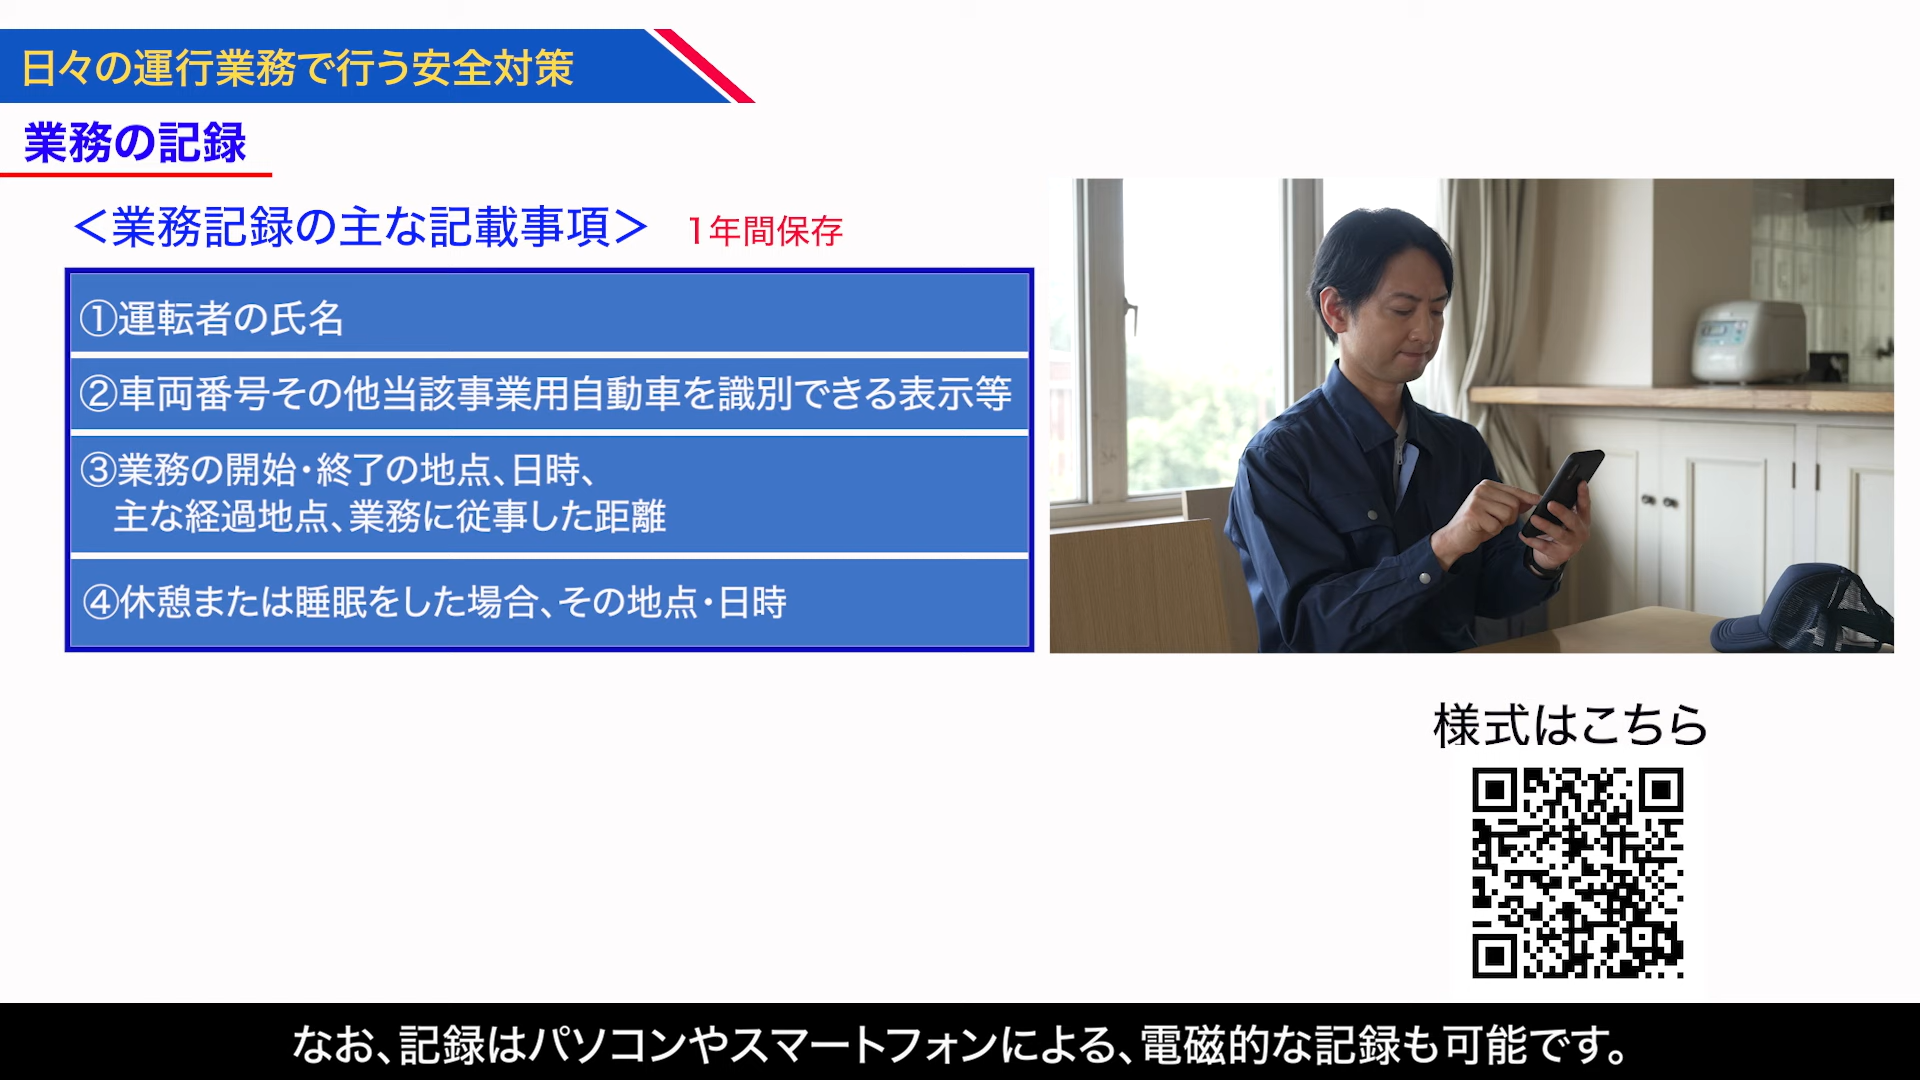 日々の運行業務で行う安全対策
業務の記録
＜業務記録の主な記載事項＞ 1年間保存
①運転者の氏名
②車両番号その他当該事業用自動車を識別できる表示等
③業務の開始・終了の地点、日時、
主な経過地点、業務に従事した距離
④休憩または睡眠をした場合、その地点・日時
様式はこちら
なお、記録はパソコンやスマートフォンによる、電磁的な記録も可能です。